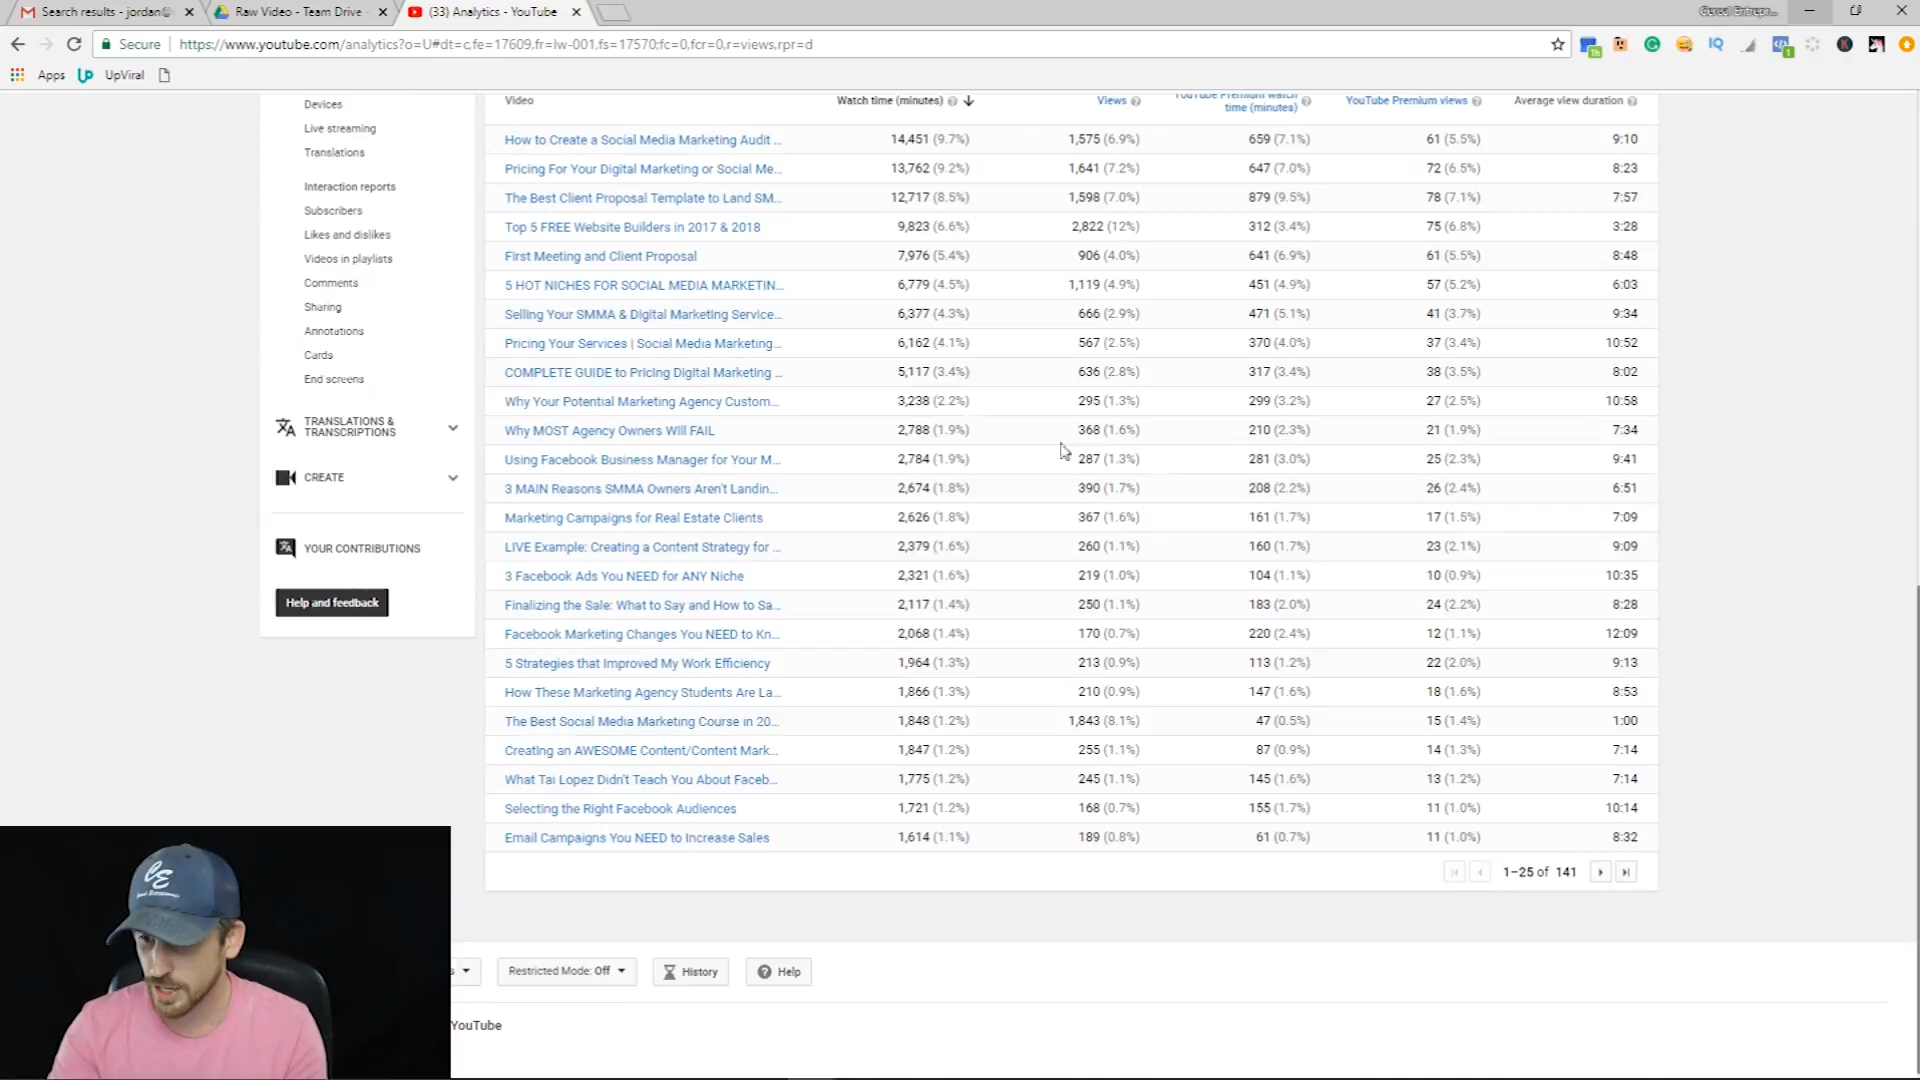 Search results - jordan@
Raw Video - Team Drive
(33) Analytics - YouTube
Secure
https://www.youtube.com/analytics?o=U#dt=c,fe=17609,fr=lw-001,fs=17570;fc=0,fcr=0,r=views,rpr=d
Apps
UpViral
Devices
Live streaming
Translations
Interaction reports
Subscribers
Likes and dislikes
Videos in playlists
Comments
Sharing
Annotations
Cards
End screens
TRANSLATIONS &
TRANSCRIPTIONS
CREATE
YOUR CONTRIBUTIONS
Help and feedback
Video Watch time (minutes) Views YouTube Premium watch time (minutes) YouTube Premium views Average view duration
How to Create a Social Media Marketing Audit ... 14,451 (9.7%) 1,575 (6.9%) 659 (7.1%) 61 (5.5%) 9:10
Pricing For Your Digital Marketing or Social Me... 13,762 (9.2%) 1,641 (7.2%) 647 (7.0%) 72 (6.5%) 8:23
The Best Client Proposal Template to Land SM... 12,717 (8.5%) 1,598 (7.0%) 879 (9.5%) 78 (7.1%) 7:57
Top 5 FREE Website Builders in 2017 & 2018 9,823 (6.6%) 2,822 (12%) 312 (3.4%) 75 (6.8%) 3:28
First Meeting and Client Proposal 7,976 (5.4%) 906 (4.0%) 641 (6.9%) 61 (5.5%) 8:48
5 HOT NICHES FOR SOCIAL MEDIA MARKETIN... 6,779 (4.5%) 1,119 (4.9%) 451 (4.9%) 57 (5.2%) 6:03
Selling Your SMMA & Digital Marketing Service... 6,377 (4.3%) 666 (2.9%) 471 (5.1%) 41 (3.7%) 9:34
Pricing Your Services | Social Media Marketing... 6,162 (4.1%) 567 (2.5%) 370 (4.0%) 37 (3.4%) 10:52
COMPLETE GUIDE to Pricing Digital Marketing ... 5,117 (3.4%) 636 (2.8%) 317 (3.4%) 38 (3.5%) 8:02
Why Your Potential Marketing Agency Custom... 3,238 (2.2%) 295 (1.3%) 299 (3.2%) 27 (2.5%) 10:58
Why MOST Agency Owners Will FAIL 2,788 (1.9%) 368 (1.6%) 210 (2.3%) 21 (1.9%) 7:34
Using Facebook Business Manager for Your M... 2,784 (1.9%) 287 (1.3%) 281 (3.0%) 25 (2.3%) 9:41
3 MAIN Reasons SMMA Owners Aren't Landin... 2,674 (1.8%) 390 (1.7%) 208 (2.2%) 26 (2.4%) 6:51
Marketing Campaigns for Real Estate Clients 2,626 (1.8%) 367 (1.6%) 161 (1.7%) 17 (1.5%) 7:09
LIVE Example: Creating a Content Strategy for ... 2,379 (1.6%) 260 (1.1%) 160 (1.7%) 23 (2.1%) 9:09
3 Facebook Ads You NEED for ANY Niche 2,321 (1.6%) 219 (1.0%) 104 (1.1%) 10 (0.9%) 10:35
Finalizing the Sale: What to Say and How to Sa... 2,117 (1.4%) 250 (1.1%) 183 (2.0%) 24 (2.2%) 8:28
Facebook Marketing Changes You NEED to Kn... 2,068 (1.4%) 170 (0.7%) 220 (2.4%) 12 (1.1%) 12:09
5 Strategies that Improved My Work Efficiency 1,964 (1.3%) 213 (0.9%) 113 (1.2%) 22 (2.0%) 9:13
How These Marketing Agency Students Are La... 1,866 (1.3%) 210 (0.9%) 147 (1.6%) 18 (1.6%) 8:53
The Best Social Media Marketing Course in 20... 1,848 (1.2%) 1,843 (8.1%) 47 (0.5%) 15 (1.4%) 1:00
Creating an AWESOME Content/Content Mark... 1,847 (1.2%) 255 (1.1%) 87 (0.9%) 14 (1.3%) 7:14
What Tai Lopez Didn't Teach You About Faceb... 1,775 (1.2%) 245 (1.1%) 145 (1.6%) 13 (1.2%) 7:14
Selecting the Right Facebook Audiences 1,721 (1.2%) 168 (0.7%) 155 (1.7%) 11 (1.0%) 10:14
Email Campaigns You NEED to Increase Sales 1,614 (1.1%) 189 (0.8%) 61 (0.7%) 11 (1.0%) 8:32
1-25 of 141
s
Restricted Mode: Off
History
Help
YouTube
CE